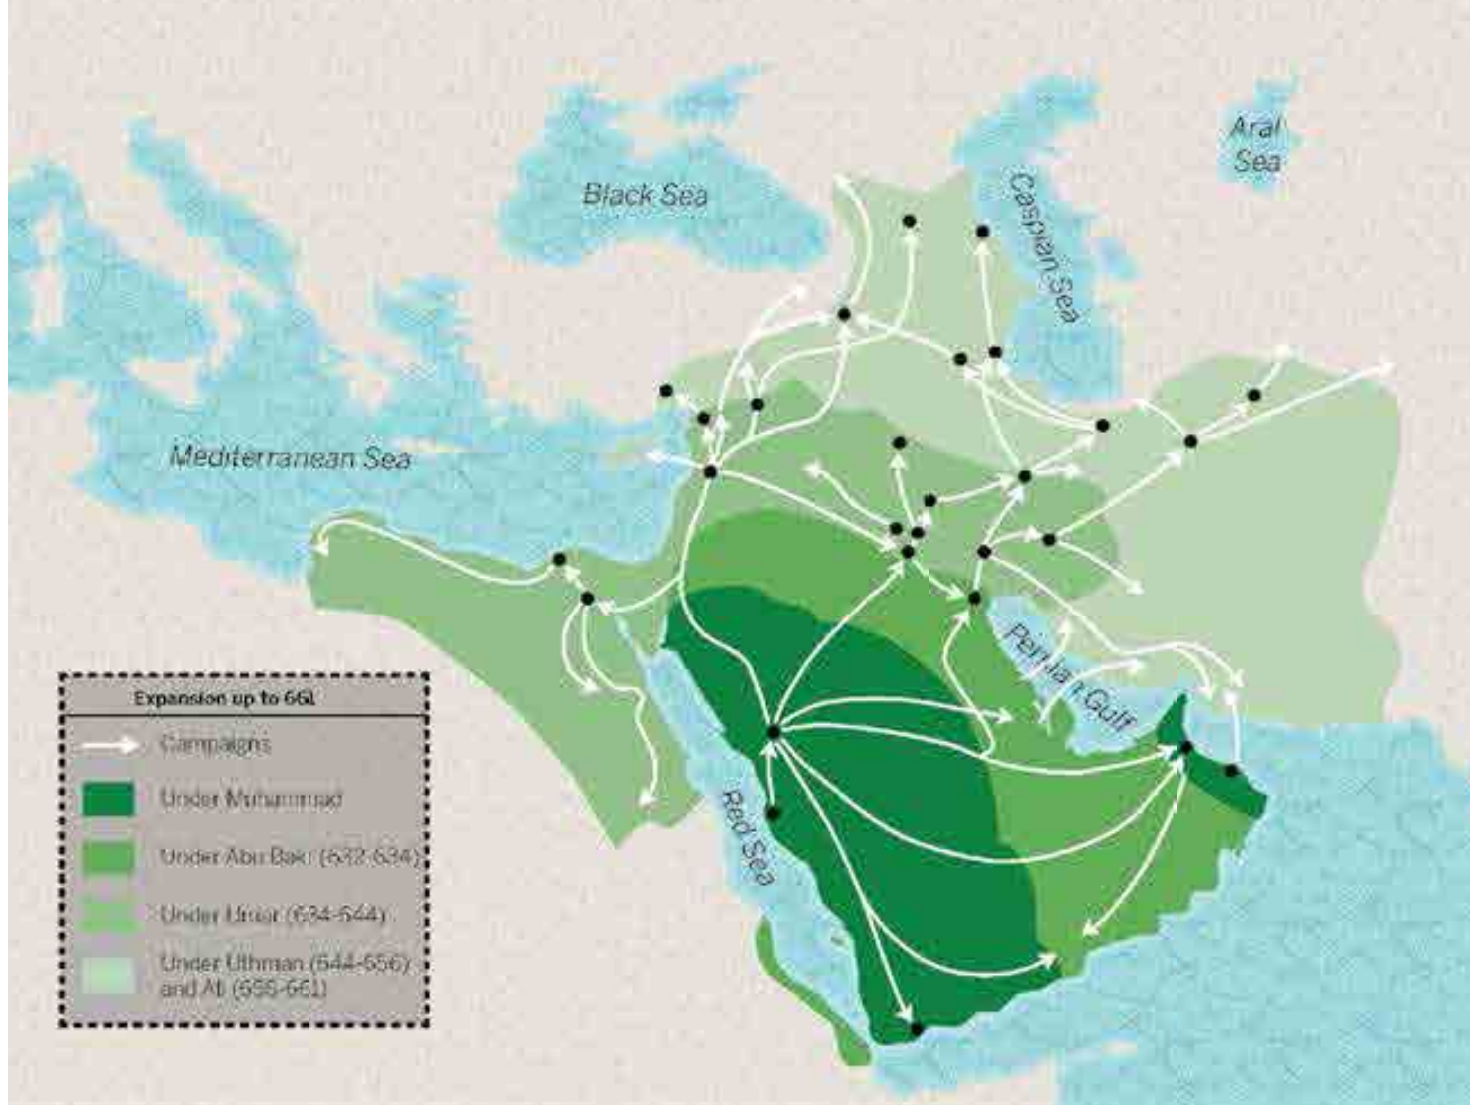 Black Sea
Aral
Sea
Caspian Sea
Mediterranean Sea
Persian Gulf
Red Sea
Expansion up to 661
Campaigns
Under Muhammad
Under Abu Bakr (632-634)
Under Umar (634-644)
Under Uthman (644-656)
and Ali (656-661)